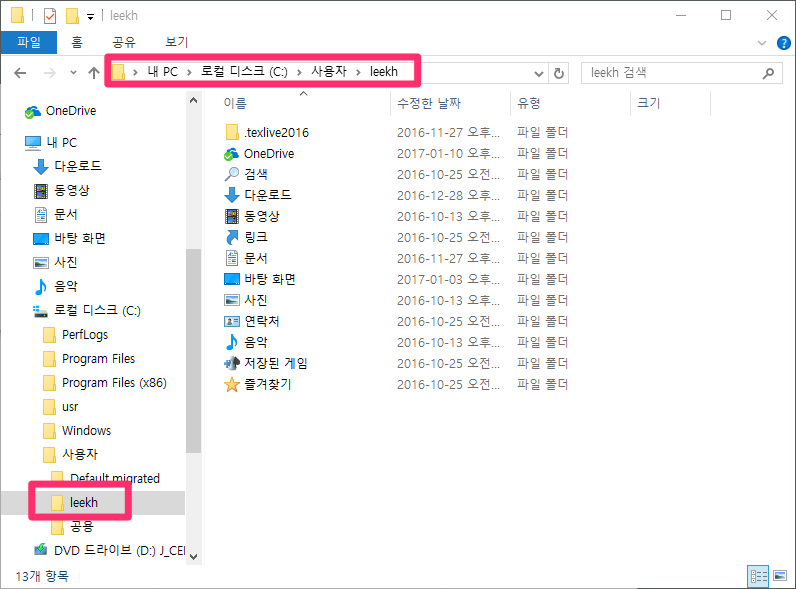 leekh
파일 홈 공유 보기
내 PC 로컬 디스크 (C:) 사용자 leekh
leekh 검색
OneDrive
내 PC
다운로드
동영상
문서
바탕 화면
사진
음악
로컬 디스크 (C:)
PerfLogs
Program Files
Program Files (x86)
usr
Windows
사용자
Default.migrated
leekh
공용
DVD 드라이브 (D:) J_CE
이름 수정한 날짜 유형 크기
.texlive2016 2016-11-27 오후... 파일 폴더
OneDrive 2017-01-10 오후... 파일 폴더
검색 2016-10-25 오전... 파일 폴더
다운로드 2016-12-28 오후... 파일 폴더
동영상 2016-10-13 오후... 파일 폴더
링크 2016-10-25 오전... 파일 폴더
문서 2016-11-27 오후... 파일 폴더
바탕 화면 2017-01-03 오후... 파일 폴더
사진 2016-10-13 오후... 파일 폴더
연락처 2016-10-25 오전... 파일 폴더
음악 2016-10-13 오후... 파일 폴더
저장된 게임 2016-10-25 오전... 파일 폴더
즐겨찾기 2016-10-25 오전... 파일 폴더
13개 항목